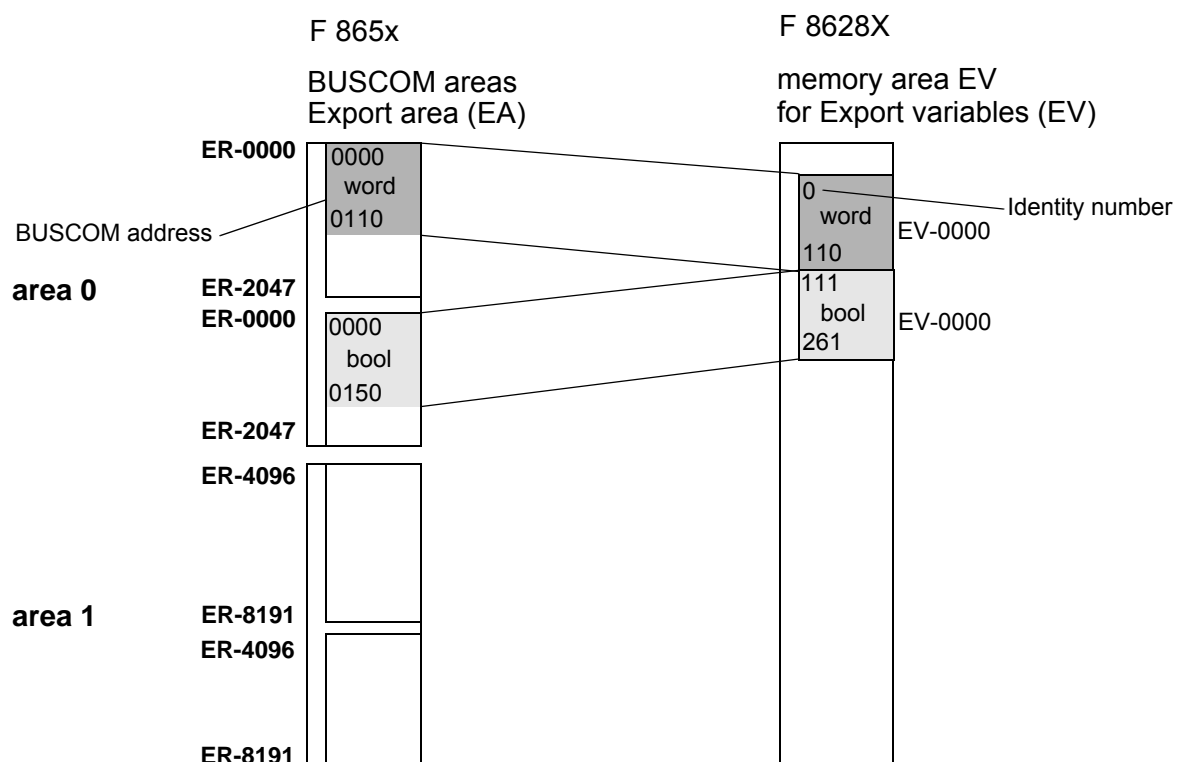 F 865x
F 8628X
BUSCOM areas
Export area (EA)
memory area EV
for Export variables (EV)
ER-0000
0000
word
0110
BUSCOM address
area 0
ER-2047
ER-0000
0000
bool
0150
ER-2047
0
word
110
EV-0000
Identity number
111
bool
261
EV-0000
ER-4096
area 1
ER-8191
ER-4096
ER-8191